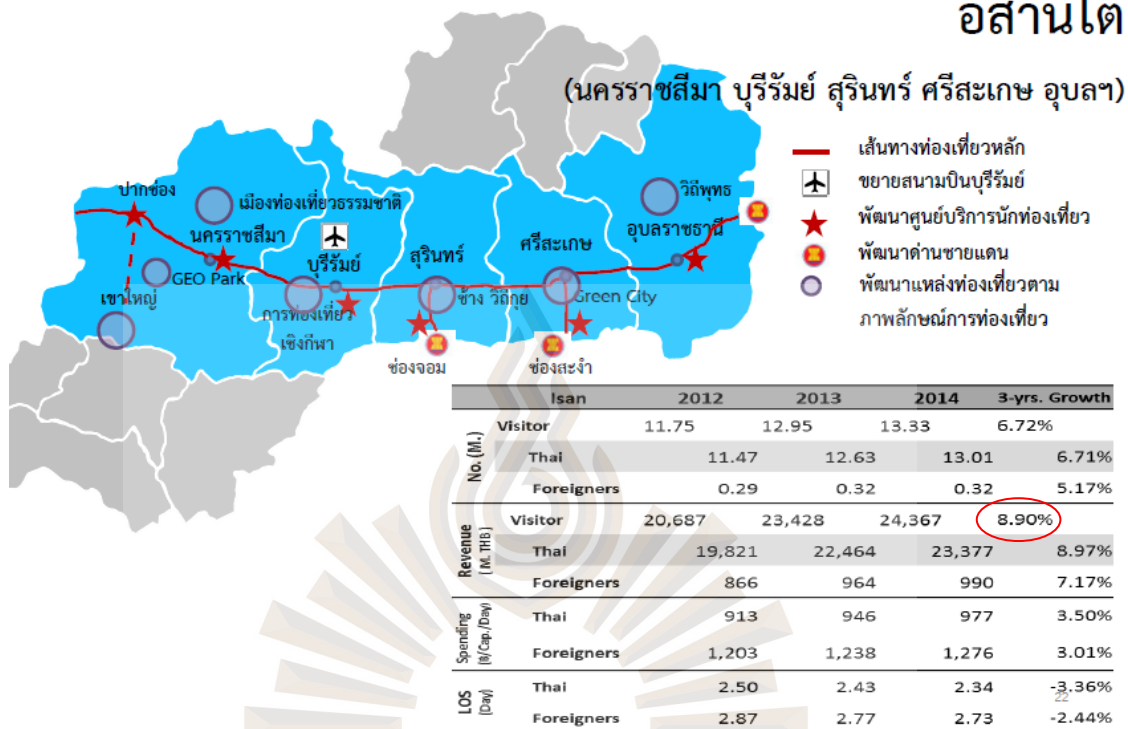 อีสานใต้
(นครราชสีมา บุรีรัมย์ สุรินทร์ ศรีสะเกษ อุบลฯ)
เส้นทางท่องเที่ยวหลัก
ขยายสนามบินบุรีรัมย์
พัฒนาศูนย์บริการนักท่องเที่ยว
พัฒนาด่านชายแดน
พัฒนาแหล่งท่องเที่ยวตาม
ภาพลักษณ์การท่องเที่ยว
ปากช่อง
เมืองท่องเที่ยวธรรมชาติ
นครราชสีมา
GEO Park
เขาใหญ่
บุรีรัมย์
การท่องเที่ยว
เชิงกีฬา
สุรินทร์
ช้าง วิถีกุย
ช่องจอม
ศรีสะเกษ
Green City
ช่องสะงำ
วิถีพุทธ
อุบลราชธานี
Isan 2012 2013 2014 3-yrs. Growth
No. (M.)
Visitor 11.75 12.95 13.33 6.72%
Thai 11.47 12.63 13.01 6.71%
Foreigners 0.29 0.32 0.32 5.17%
Revenue
( M. THB )
Visitor 20,687 23,428 24,367 8.90%
Thai 19,821 22,464 23,377 8.97%
Foreigners 866 964 990 7.17%
Spending
(฿/Cap./Day)
Thai 913 946 977 3.50%
Foreigners 1,203 1,238 1,276 3.01%
LOS
(Day)
Thai 2.50 2.43 2.34 -3.36%
22
Foreigners 2.87 2.77 2.73 -2.44%